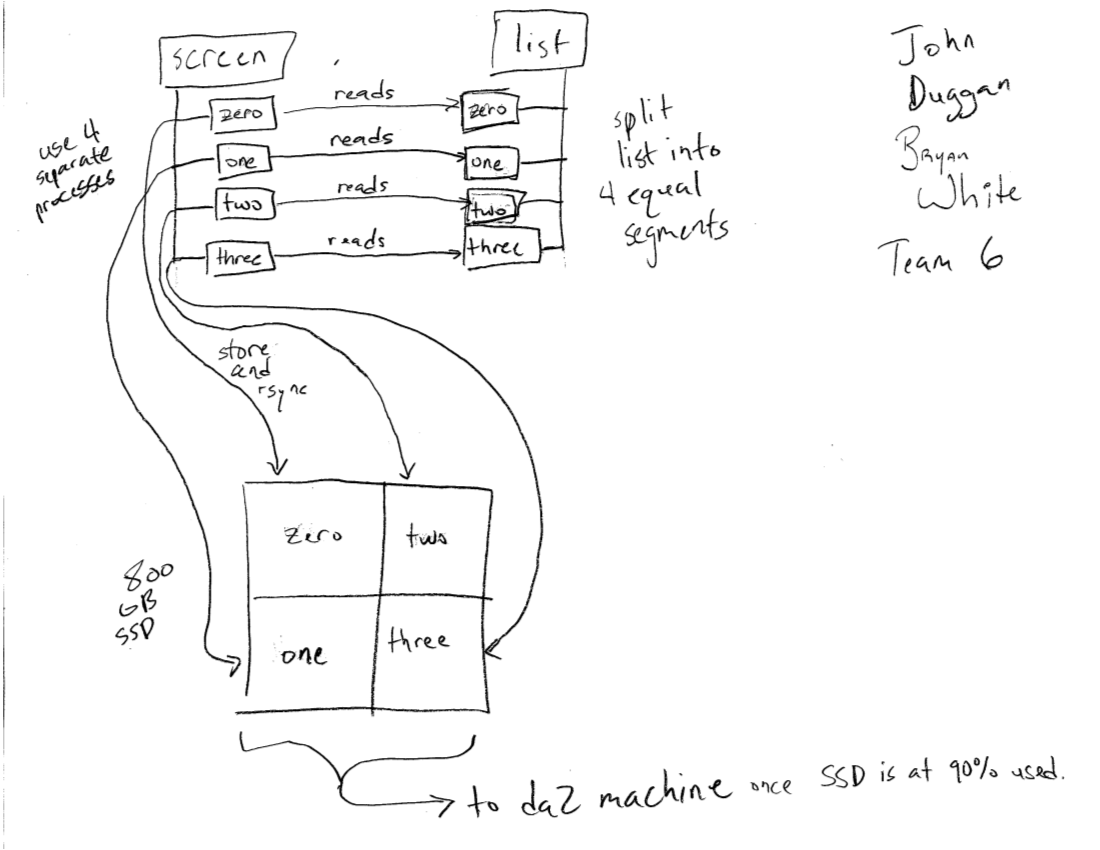 screen
list
John
Duggan
Bryan
White
Team 6
use 4
separate
processes
zero
reads
zero
one
reads
one
two
reads
two
three
reads
three
split
list into
4 equal
segments
store
and
rsync
800
GB
SSD
zero
two
one
three
to da2 machine once SSD is at 90% used.